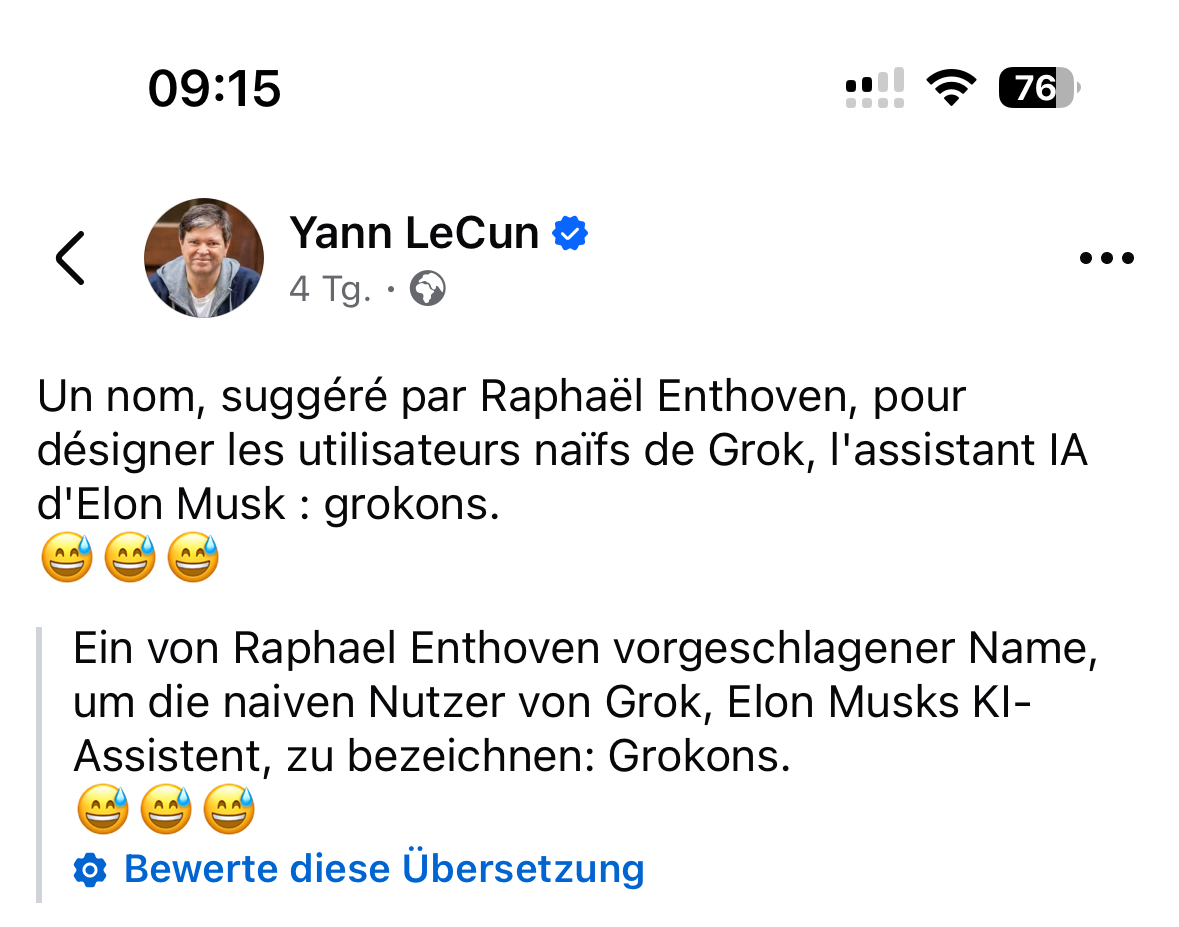 09:15
76
Yann LeCun
4 Tg. ·
Un nom, suggéré par Raphaël Enthoven, pour
désigner les utilisateurs naïfs de Grok, l'assistant IA
d'Elon Musk : grokons.
😅😅😅
Ein von Raphael Enthoven vorgeschlagener Name,
um die naiven Nutzer von Grok, Elon Musks KI-
Assistent, zu bezeichnen: Grokons.
😅😅😅
Bewerte diese Übersetzung